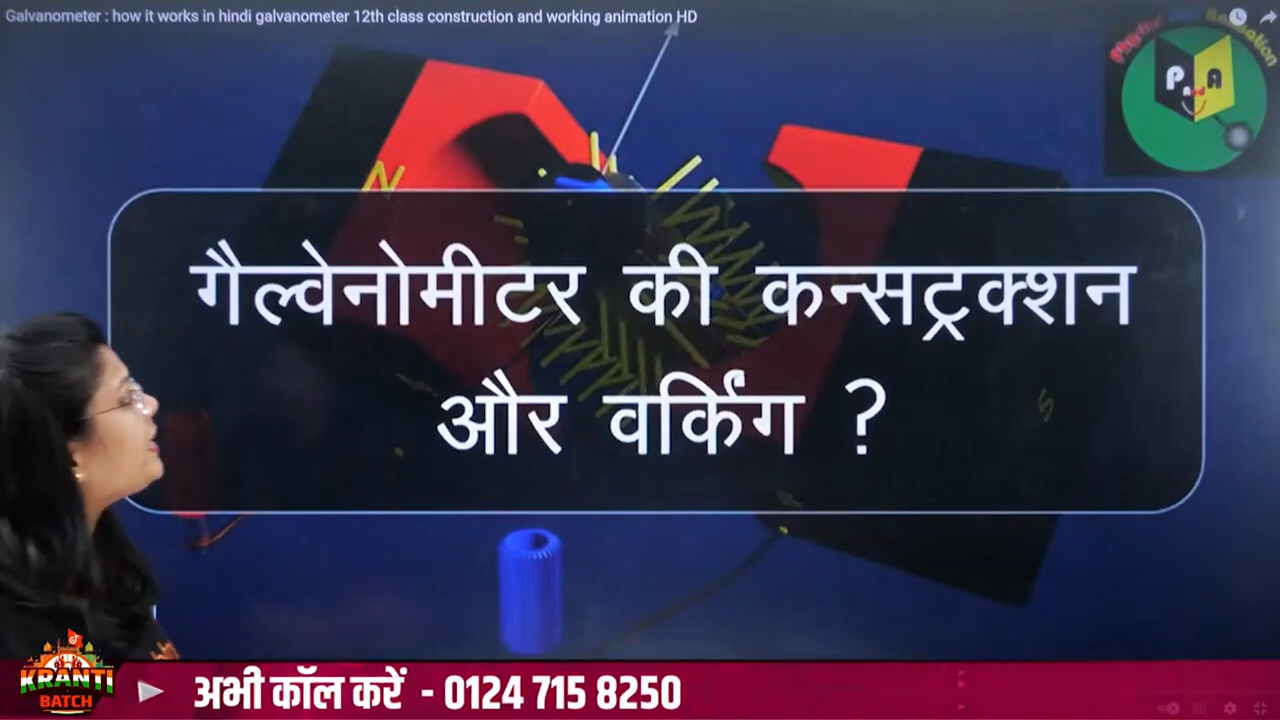 Galvanometer : how it works in hindi galvanometer 12th class construction and working animation HD
P A
N
गैल्वेनोमीटर की कन्सट्रक्शन
और वर्किंग ?
S
KRANTI
BATCH
अभी कॉल करें - 0124 715 8250